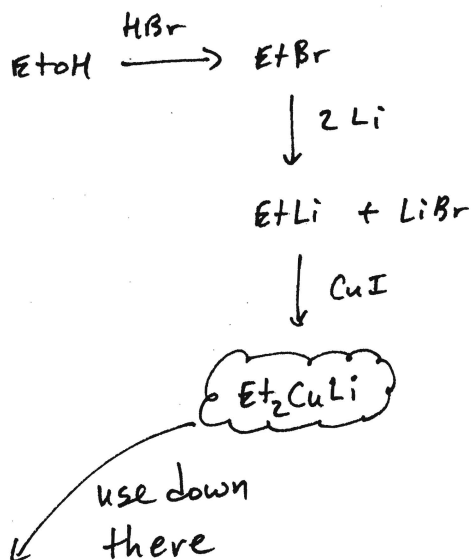 HBr
EtOH → EtBr
↓ 2 Li
EtLi + LiBr
↓ CuI
Et₂CuLi
use down
there